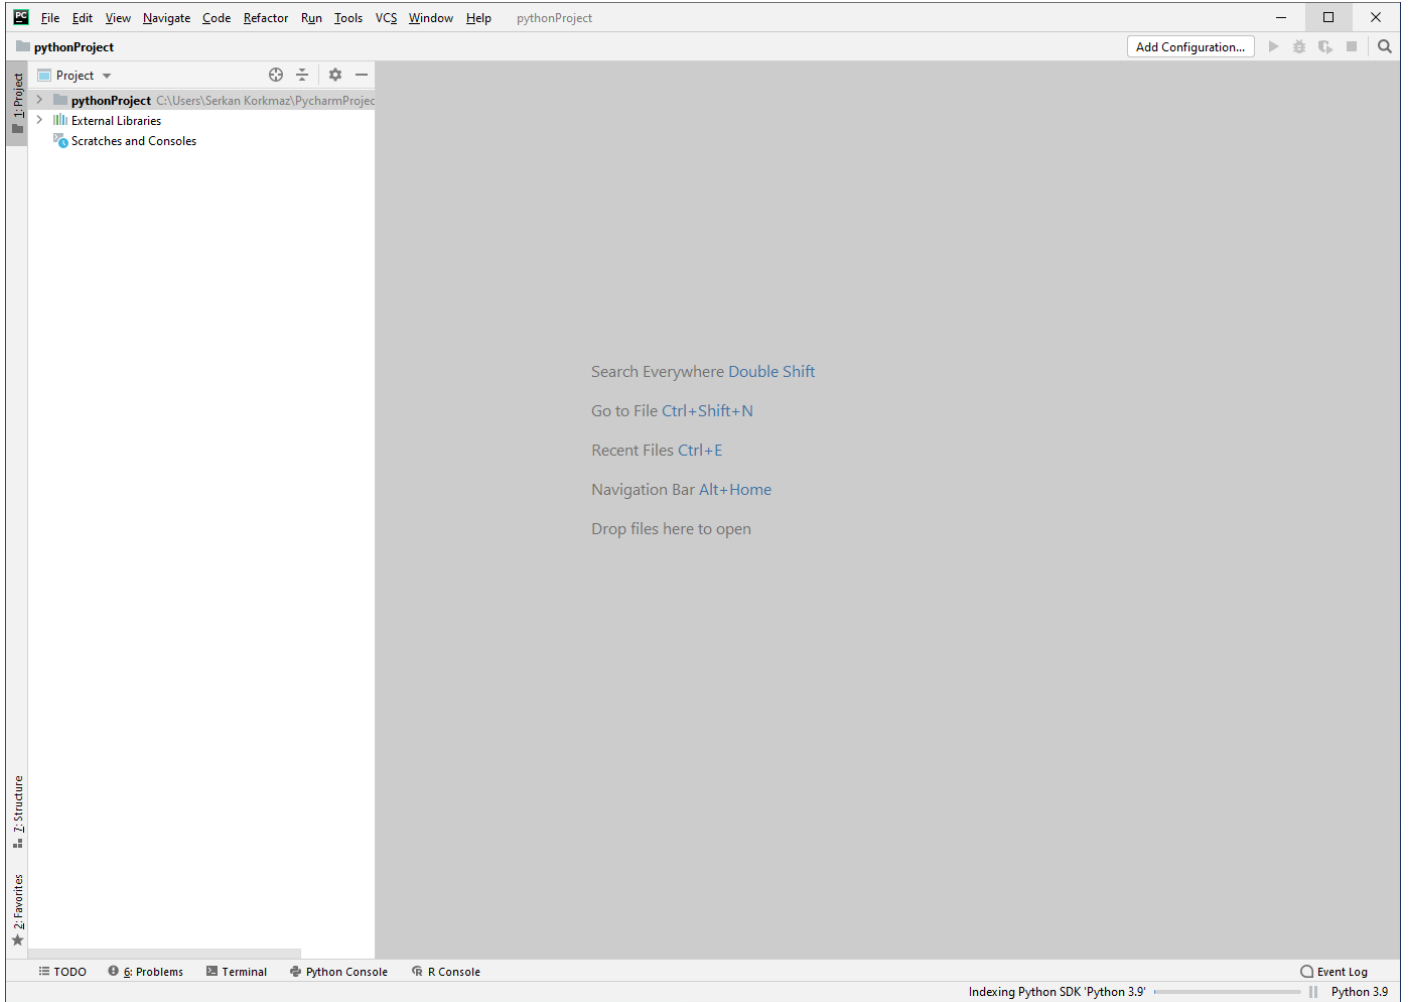 PC File Edit View Navigate Code Refactor Run Tools VCS Window Help pythonProject
pythonProject Add Configuration...
1: Project
Project
pythonProject C:\Users\Serkan Korkmaz\PycharmProjec
External Libraries
Scratches and Consoles
Search Everywhere Double Shift
Go to File Ctrl+Shift+N
Recent Files Ctrl+E
Navigation Bar Alt+Home
Drop files here to open
7: Structure
2: Favorites
TODO 6: Problems Terminal Python Console R R Console Event Log
Indexing Python SDK 'Python 3.9' Python 3.9